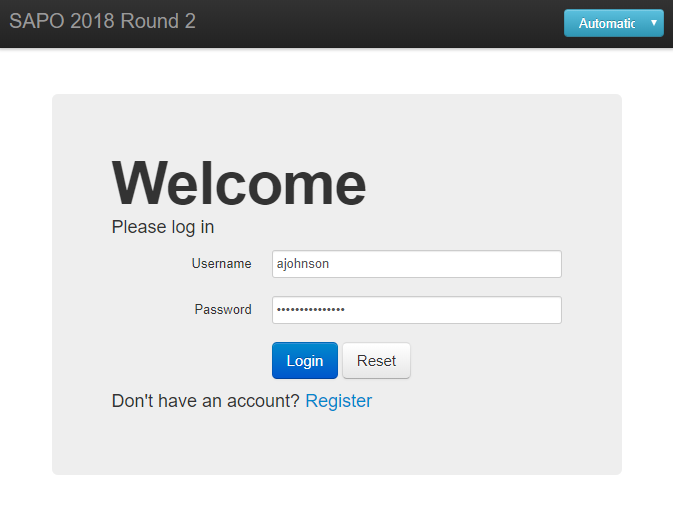 SAPO 2018 Round 2
Automatic
Welcome
Please log in
Username ajohnson
Password •••••••••••••••
Login Reset
Don't have an account? Register